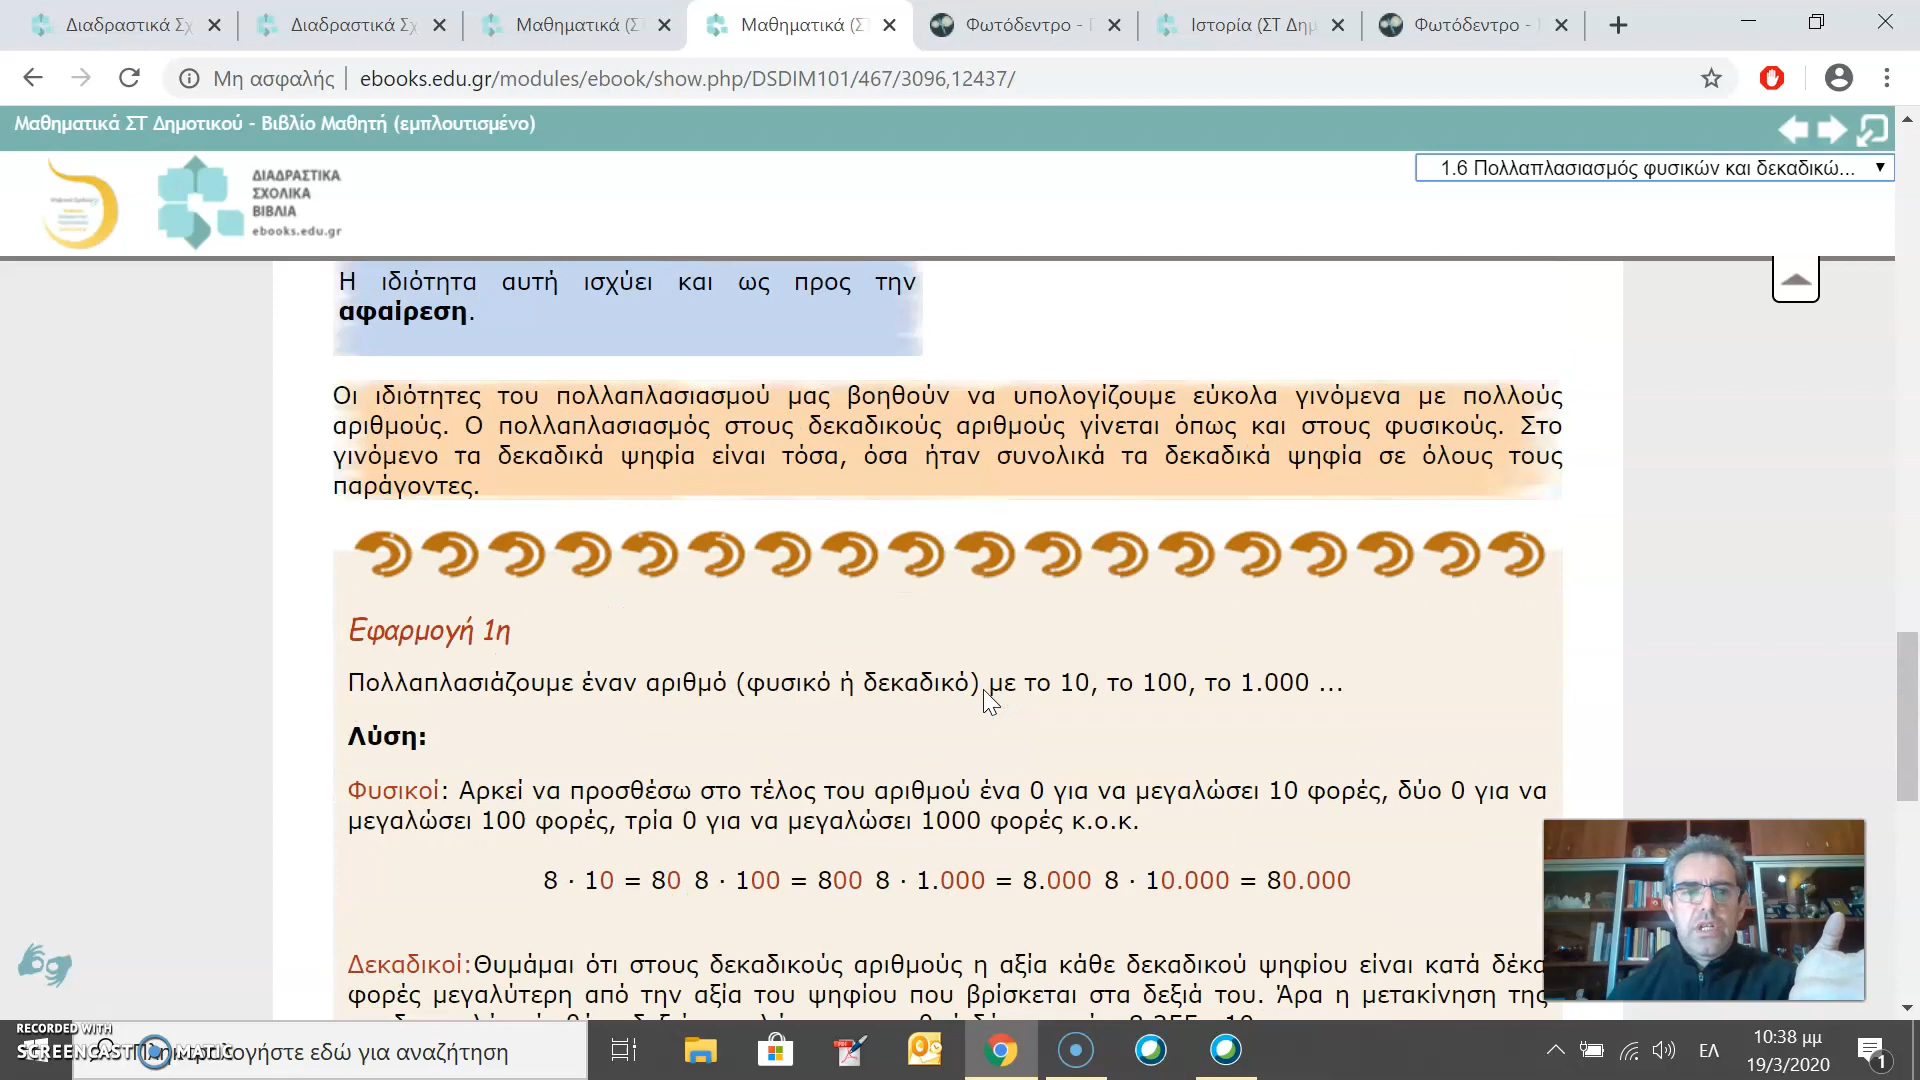 Διαδραστικά Σχ
Διαδραστικά Σχ
Μαθηματικά (Σ
Μαθηματικά (ΣΤ
Φωτόδεντρο - Π
Ιστορία (ΣΤ Δημ
Φωτόδεντρο -
Μη ασφαλής ebooks.edu.gr/modules/ebook/show.php/DSDIM101/467/3096,12437/
Μαθηματικά ΣΤ Δημοτικού - Βιβλίο Μαθητή (εμπλουτισμένο)
1.6 Πολλαπλασιασμός φυσικών και δεκαδικώ...
ΔΙΑΔΡΑΣΤΙΚΑ
ΣΧΟΛΙΚΑ
ΒΙΒΛΙΑ
ebooks.edu.gr
Η ιδιότητα αυτή ισχύει και ως προς την
αφαίρεση.
Οι ιδιότητες του πολλαπλασιασμού μας βοηθούν να υπολογίζουμε εύκολα γινόμενα με πολλούς
αριθμούς. Ο πολλαπλασιασμός στους δεκαδικούς αριθμούς γίνεται όπως και στους φυσικούς. Στο
γινόμενο τα δεκαδικά ψηφία είναι τόσα, όσα ήταν συνολικά τα δεκαδικά ψηφία σε όλους τους
παράγοντες.
Εφαρμογή 1η
Πολλαπλασιάζουμε έναν αριθμό (φυσικό ή δεκαδικό) με το 10, το 100, το 1.000 ...
Λύση:
Φυσικοί: Αρκεί να προσθέσω στο τέλος του αριθμού ένα 0 για να μεγαλώσει 10 φορές, δύο 0 για να
μεγαλώσει 100 φορές, τρία 0 για να μεγαλώσει 1000 φορές κ.ο.κ.
8 · 10 = 80 8 · 100 = 800 8 · 1.000 = 8.000 8 · 10.000 = 80.000
Δεκαδικοί:Θυμάμαι ότι στους δεκαδικούς αριθμούς η αξία κάθε δεκαδικού ψηφίου είναι κατά δέκα
φορές μεγαλύτερη από την αξία του ψηφίου που βρίσκεται στα δεξιά του. Άρα η μετακίνηση της
RECORDED WITH
SCREENCAST MATIC
Πληκτρολογήστε εδώ για αναζήτηση
ΕΛ
10:38 μμ
19/3/2020
1